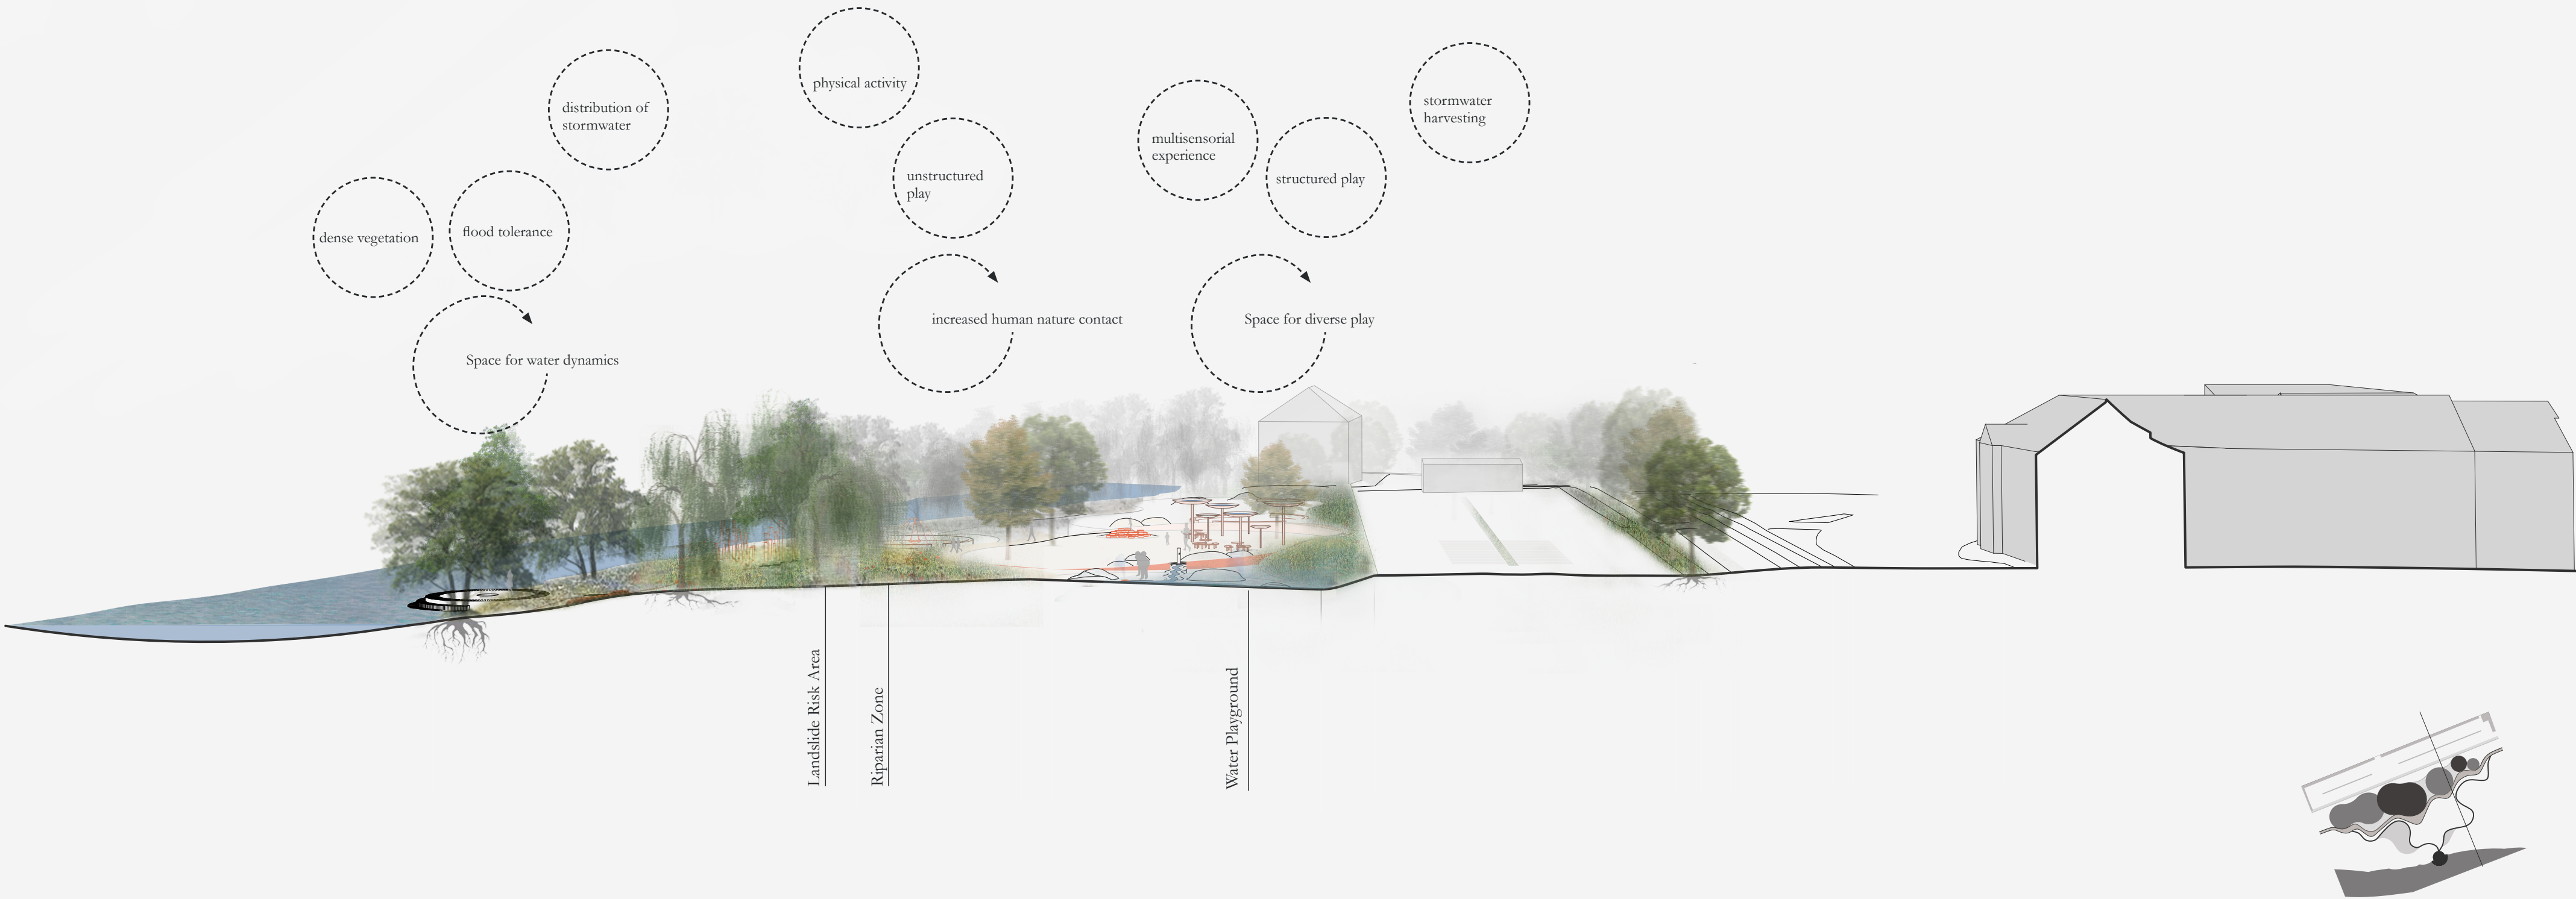 physical activity
distribution of
stormwater
stormwater
harvesting
multisensorial
experience
unstructured
play
structured play
dense vegetation
flood tolerance
increased human nature contact
Space for diverse play
Space for water dynamics
Landslide Risk Area
Riparian Zone
Water Playground